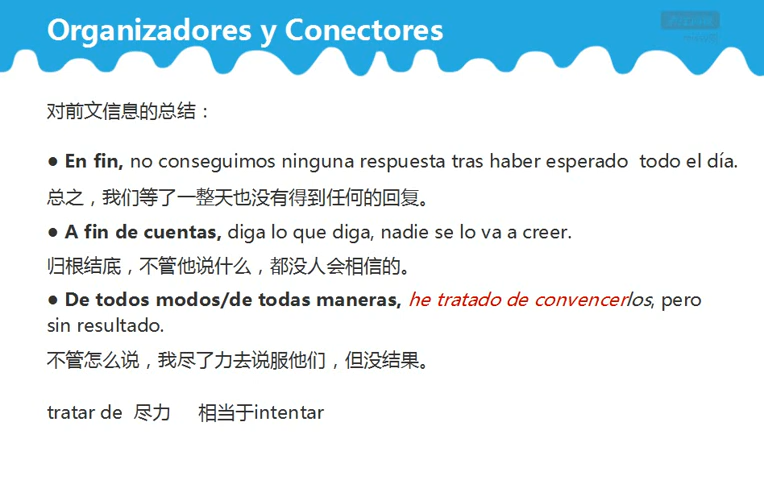 Organizadores y Conectores
对前文信息的总结：
● En fin, no conseguimos ninguna respuesta tras haber esperado todo el día.
总之，我们等了一整天也没有得到任何的回复。
● A fin de cuentas, diga lo que diga, nadie se lo va a creer.
归根结底，不管他说什么，都没人会相信的。
● De todos modos/de todas maneras, he tratado de convencerlos, pero
sin resultado.
不管怎么说，我尽了力去说服他们，但没结果。
tratar de 尽力 相当于intentar